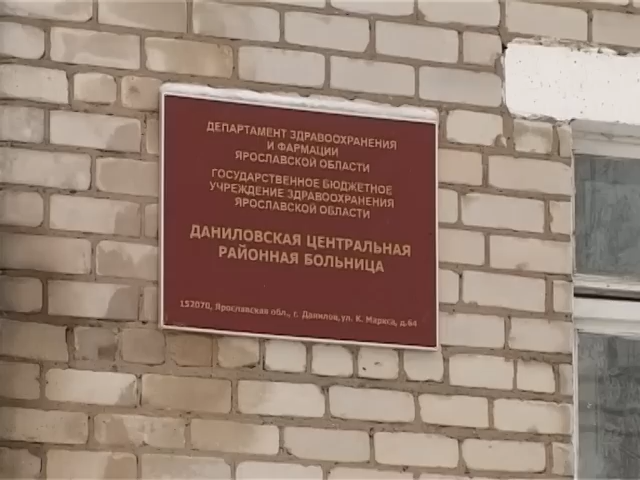 ДЕПАРТАМЕНТ ЗДРАВООХРАНЕНИЯ
И ФАРМАЦИИ
ЯРОСЛАВСКОЙ ОБЛАСТИ
ГОСУДАРСТВЕННОЕ БЮДЖЕТНОЕ
УЧРЕЖДЕНИЕ ЗДРАВООХРАНЕНИЯ
ЯРОСЛАВСКОЙ ОБЛАСТИ
ДАНИЛОВСКАЯ ЦЕНТРАЛЬНАЯ
РАЙОННАЯ БОЛЬНИЦА
152070, Ярославская обл., г. Данилов, ул. К. Маркса, д.64